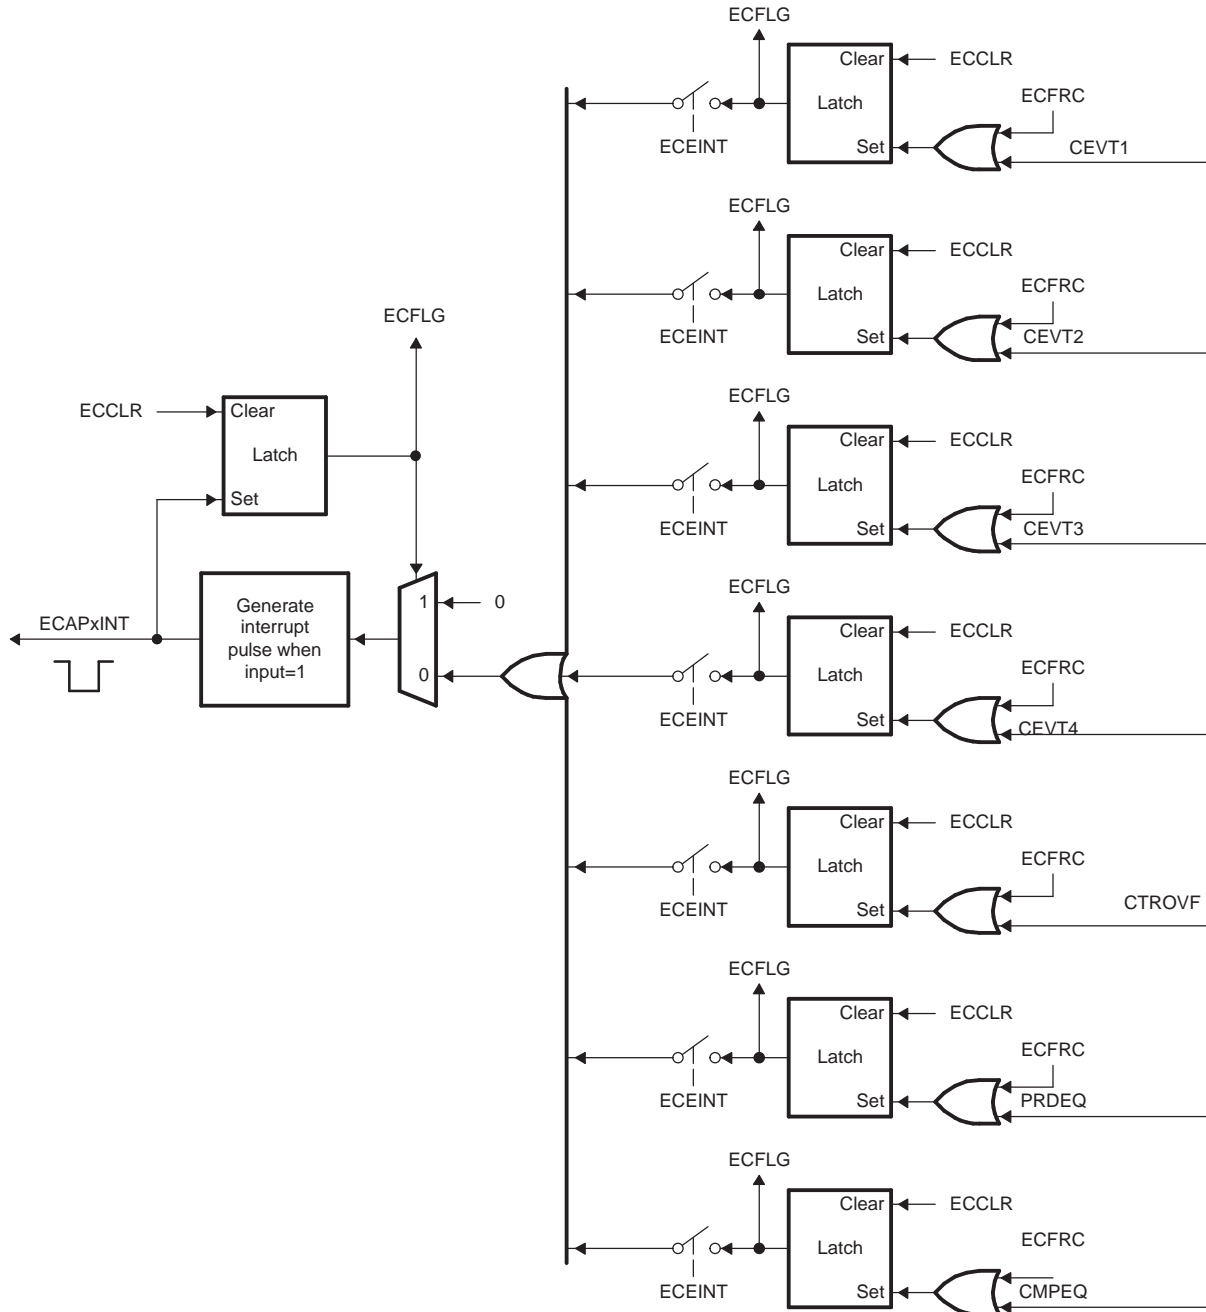 ECFLG
Clear
ECCLR
Latch
ECFRC
Set
CEVT1
ECEINT
ECFLG
Clear
ECCLR
Latch
ECFRC
Set
CEVT2
ECEINT
ECFLG
Clear
ECCLR
Latch
ECFRC
Set
CEVT3
ECEINT
ECFLG
ECCLR
Clear
Latch
Set
ECAPxINT
Generate
interrupt
pulse when
input=1
1
0
0
ECFLG
Clear
ECCLR
Latch
ECFRC
Set
CEVT4
ECEINT
ECFLG
Clear
ECCLR
Latch
ECFRC
Set
CTROVF
ECEINT
ECFLG
Clear
ECCLR
Latch
ECFRC
Set
PRDEQ
ECEINT
ECFLG
Clear
ECCLR
Latch
ECFRC
Set
CMPEQ
ECEINT